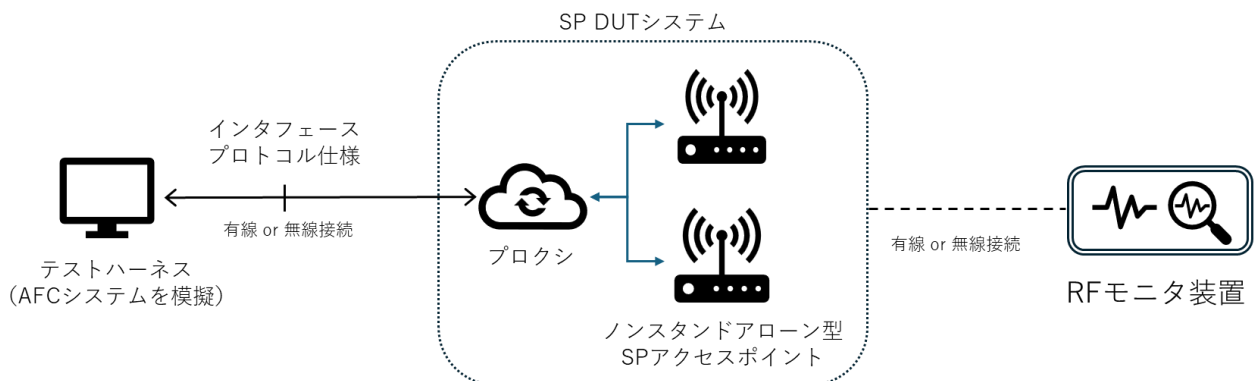 SP DUTシステム
インタフェース
プロトコル仕様
有線 or 無線接続
テストハーネス
（AFCシステムを模擬）
プロクシ
ノンスタンドアローン型
SPアクセスポイント
有線 or 無線接続
RFモニタ装置